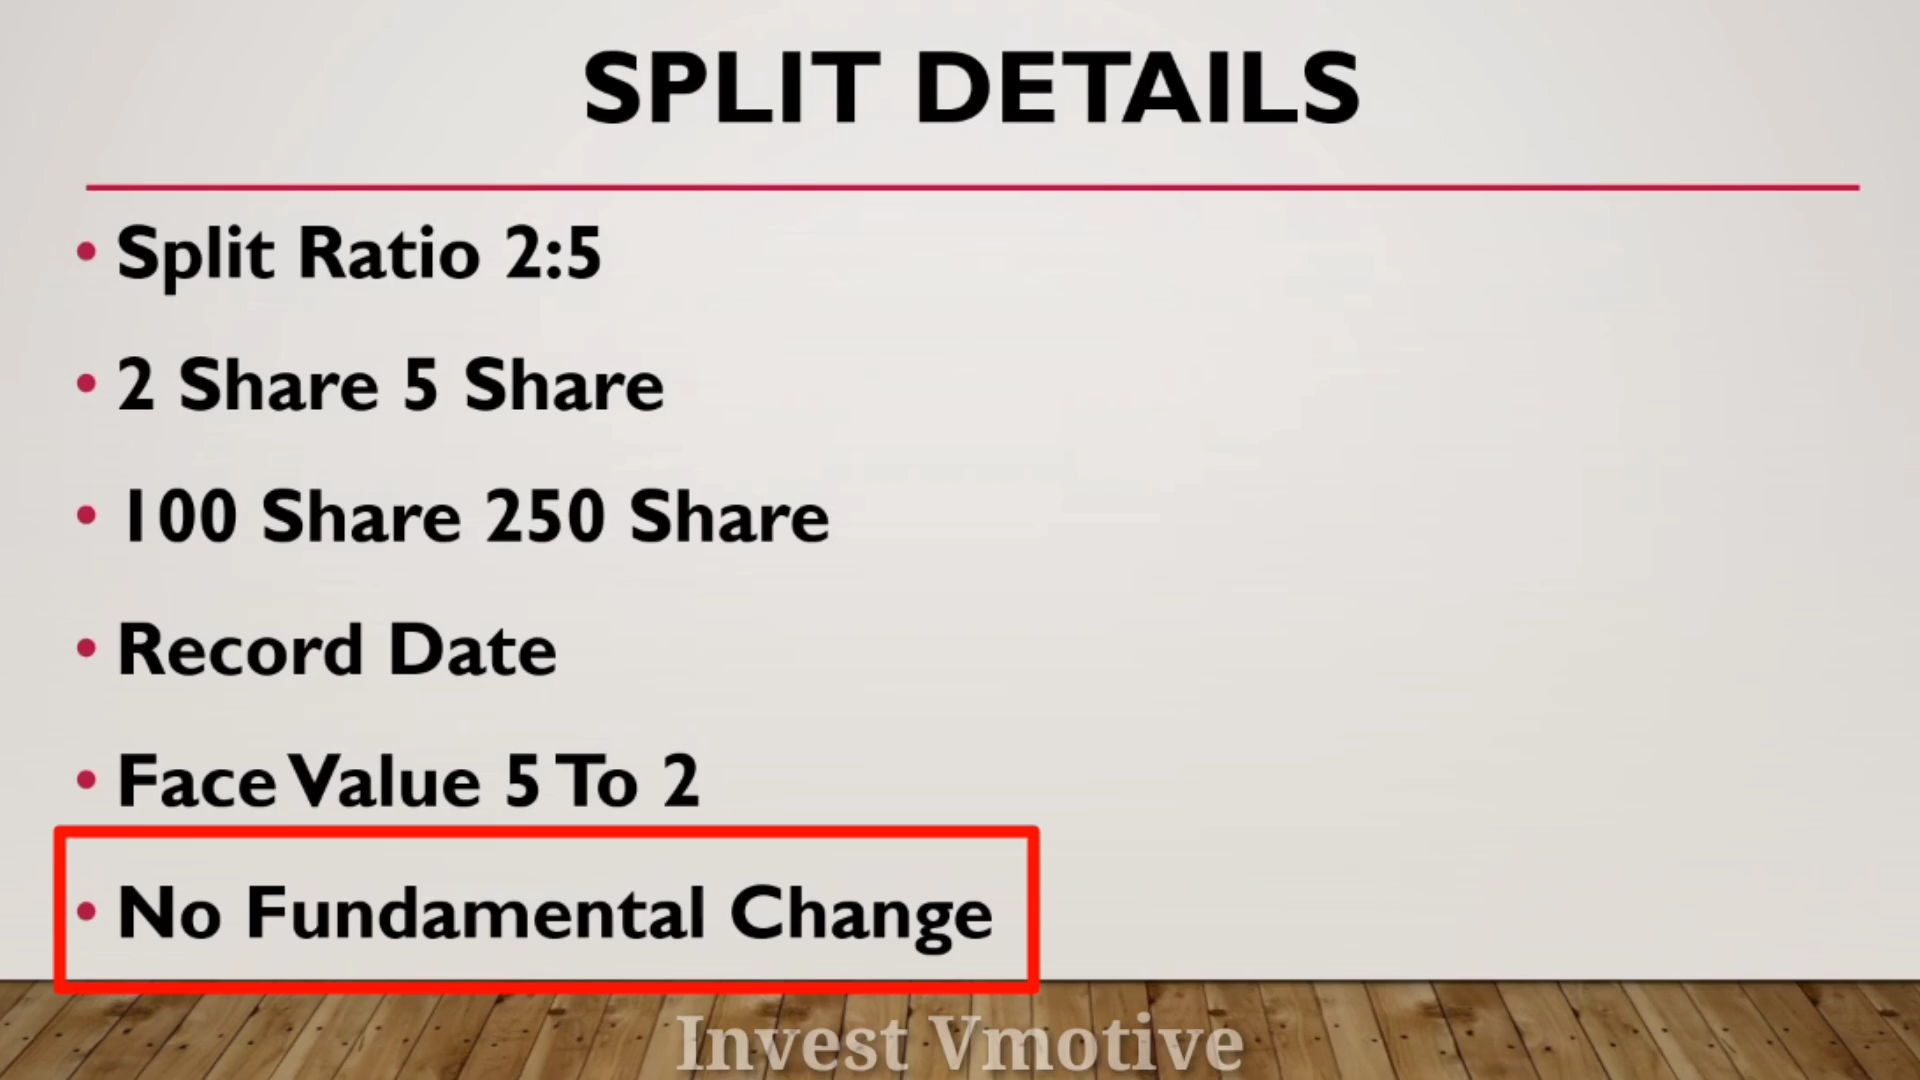 SPLIT DETAILS
• Split Ratio 2:5
• 2 Share 5 Share
• 100 Share 250 Share
• Record Date
• Face Value 5 To 2
• No Fundamental Change
Invest Vmotive